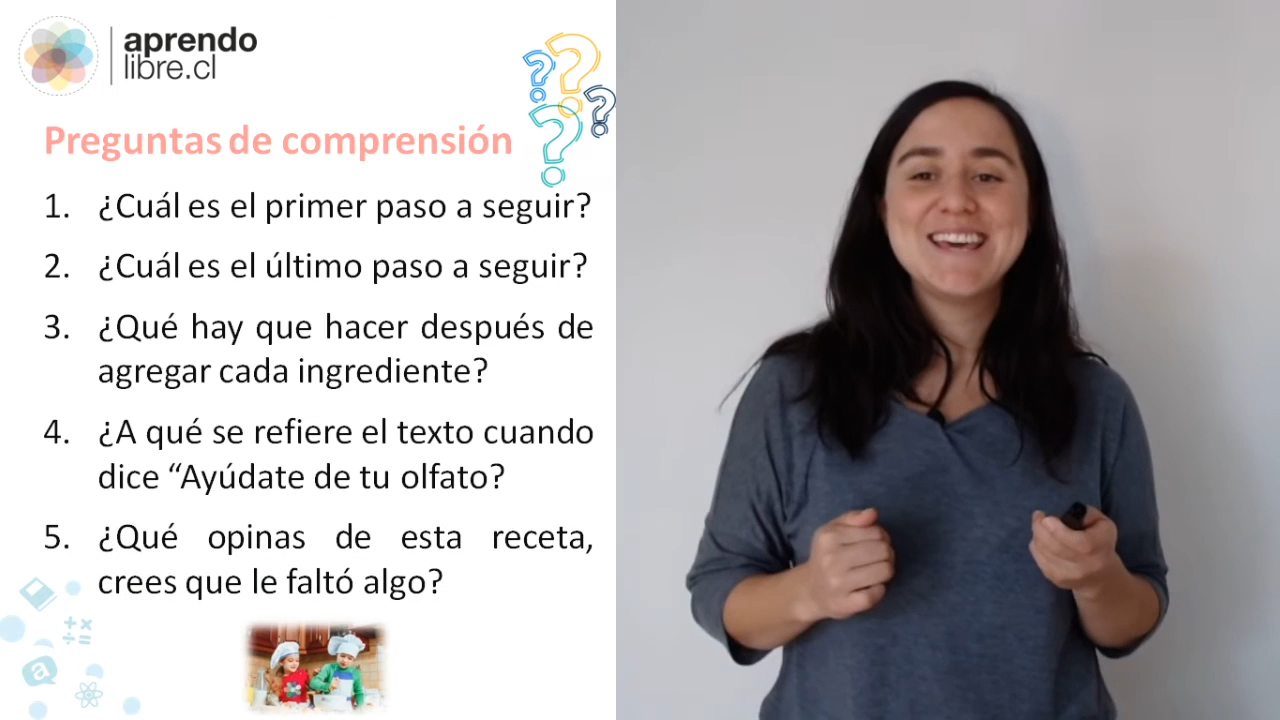 aprendo
libre.cl
Preguntas de comprensión
1. ¿Cuál es el primer paso a seguir?
2. ¿Cuál es el último paso a seguir?
3. ¿Qué hay que hacer después de
agregar cada ingrediente?
4. ¿A qué se refiere el texto cuando
dice “Ayúdate de tu olfato?
5. ¿Qué opinas de esta receta,
crees que le faltó algo?